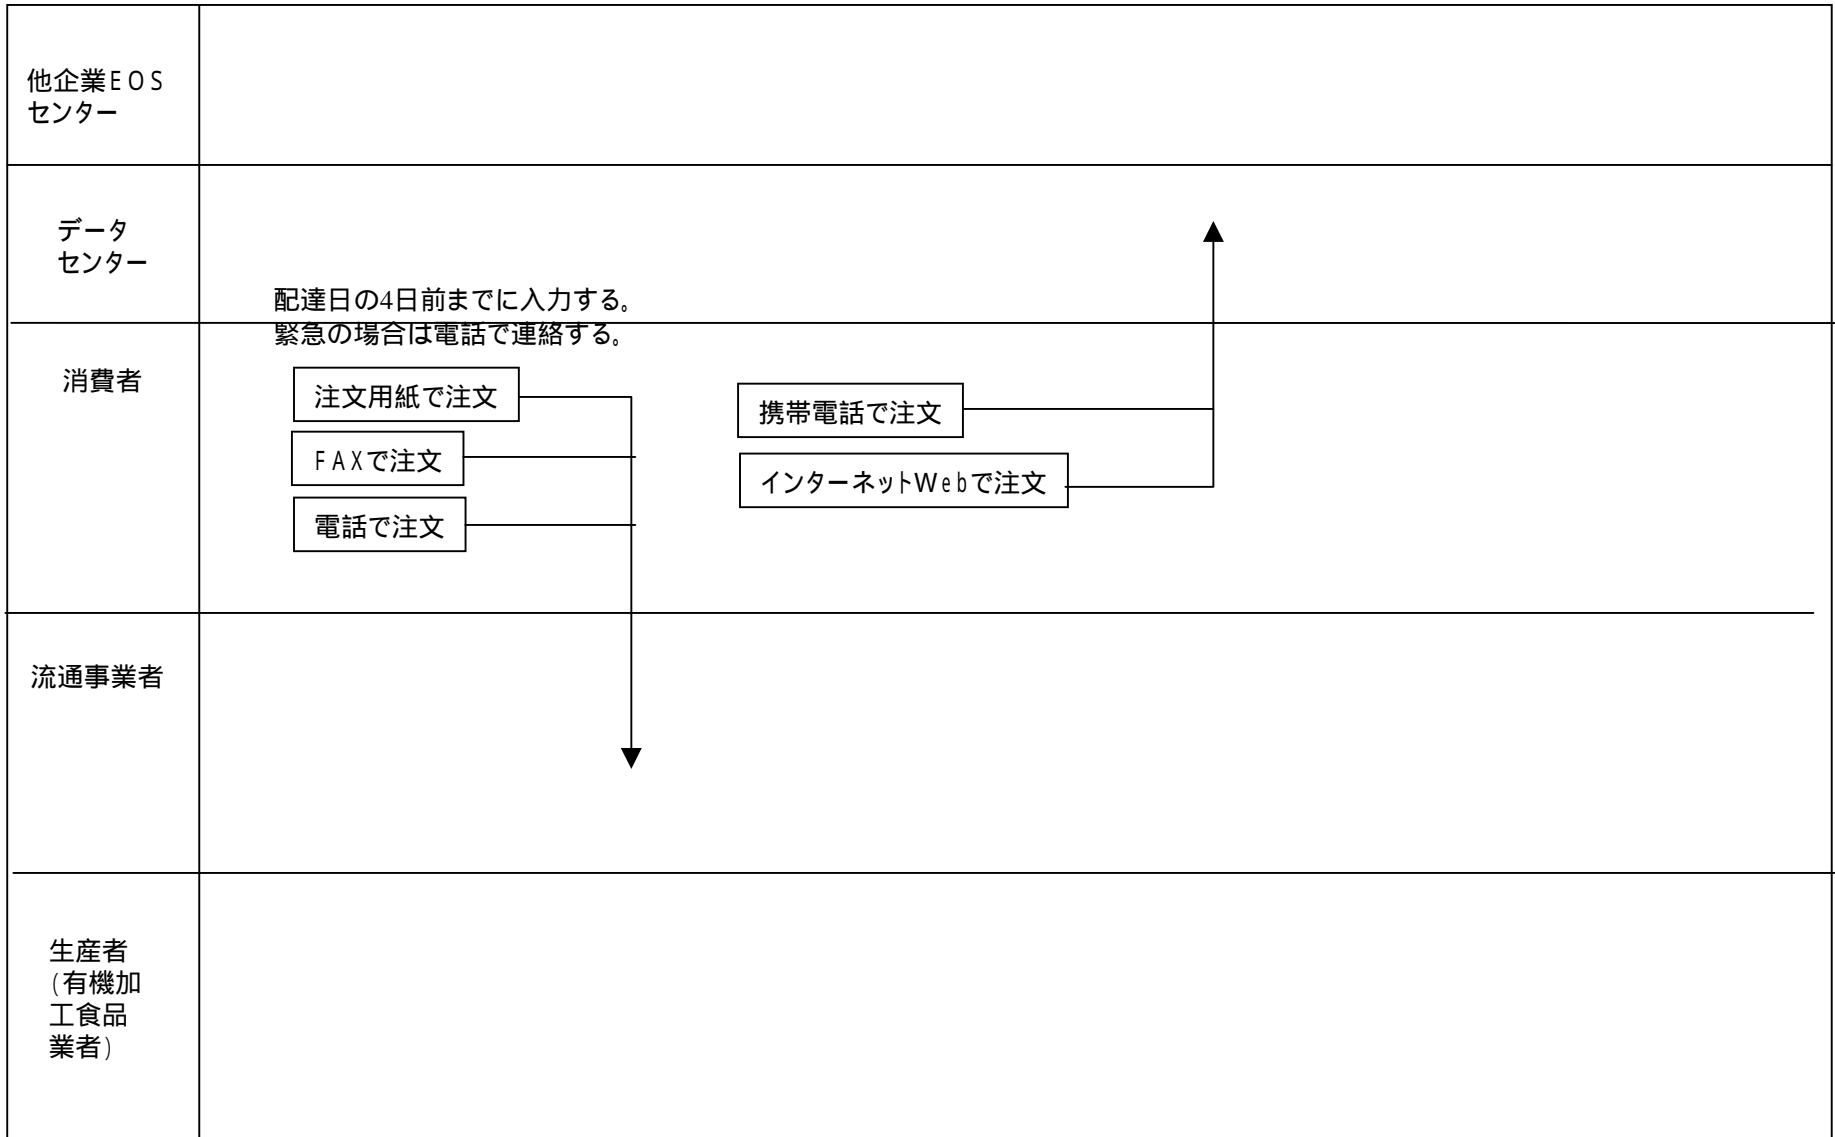 他企業ＥＯＳ
センター
データ
センター
配達日の4日前までに入力する。
緊急の場合は電話で連絡する。
消費者
注文用紙で注文
携帯電話で注文
ＦＡＸで注文
インターネットＷｅｂで注文
電話で注文
流通事業者
生産者
(有機加
工食品
業者)